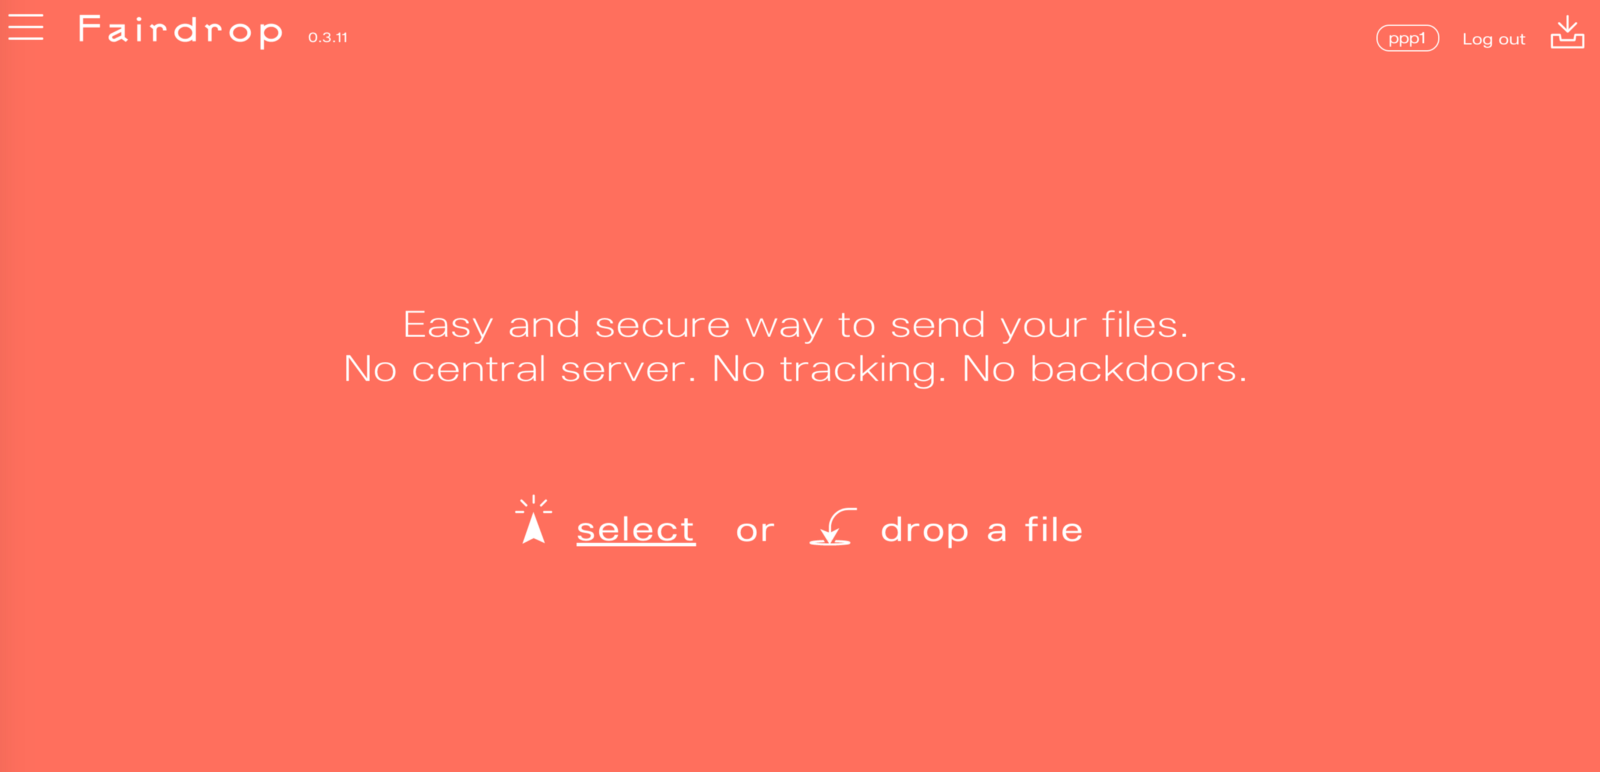 Fairdrop 0.3.11
ppp1 Log out
Easy and secure way to send your files.
No central server. No tracking. No backdoors.
select or drop a file